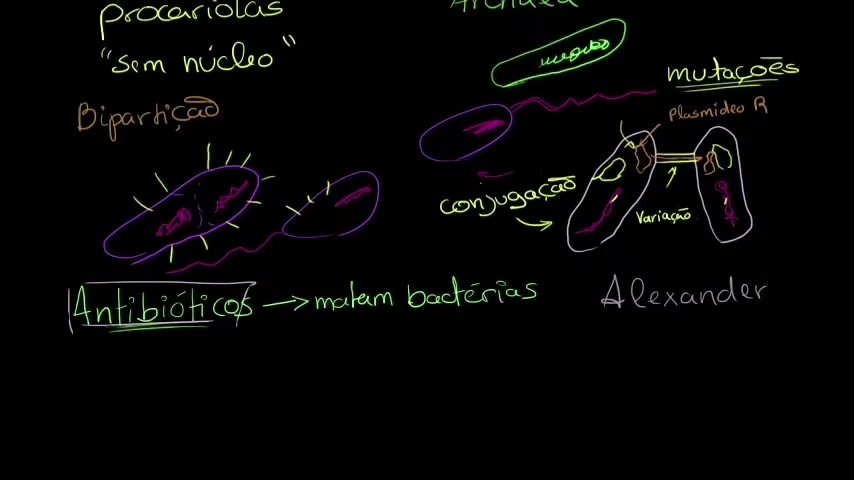 procariotas
"sem núcleo"
Bipartição
mutações
Plasmídeo R
conjugação
Variação
Antibióticos → matam bactérias
Alexander